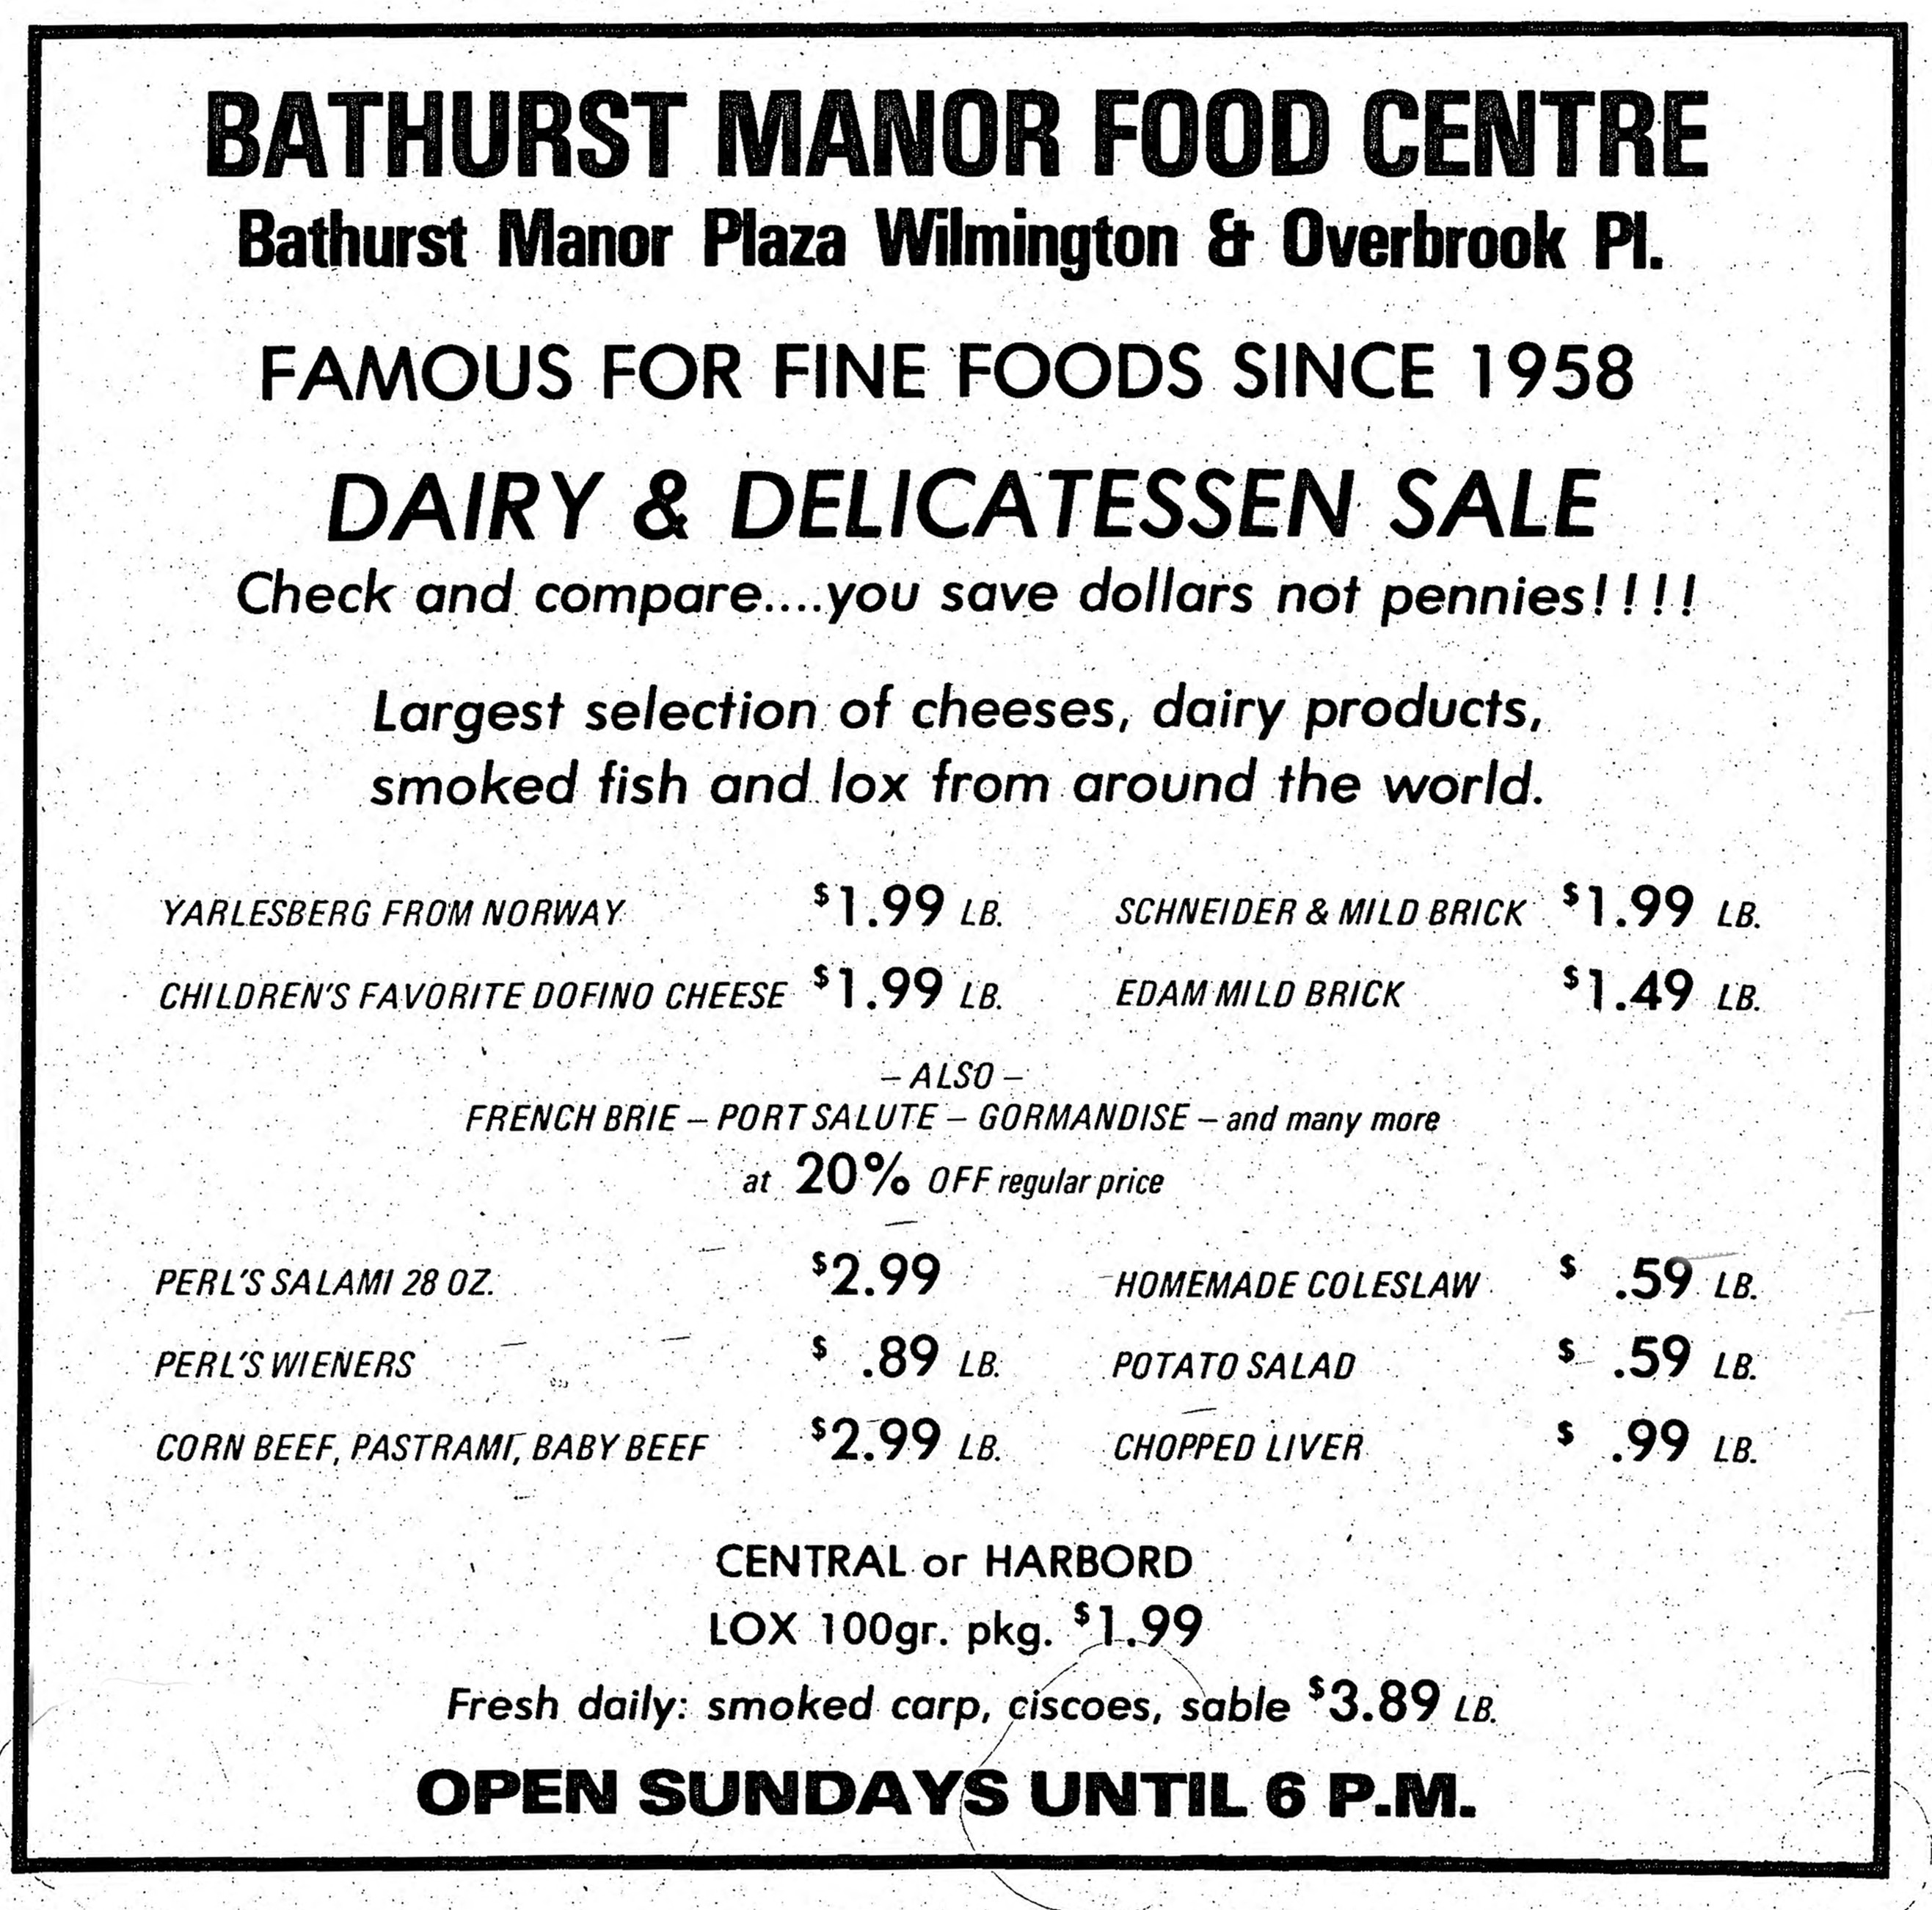 BATHURST MANOR FOOD CENTRE
Bathurst Manor Plaza Wilmington & Overbrook Pl.
FAMOUS FOR FINE FOODS SINCE 1958
DAIRY & DELICATESSEN SALE
Check and compare....you save dollars not pennies!!!!
Largest selection of cheeses, dairy products,
smoked fish and lox from around the world.
YARLESBERG FROM NORWAY $1.99 LB. SCHNEIDER & MILD BRICK $1.99 LB.
CHILDREN'S FAVORITE DOFINO CHEESE $1.99 LB. EDAM MILD BRICK $1.49 LB.
– ALSO –
FRENCH BRIE – PORT SALUTE – GORMANDISE – and many more
at 20% OFF regular price
PERL'S SALAMI 28 OZ. $2.99 HOMEMADE COLESLAW $ .59 LB.
PERL'S WIENERS $ .89 LB. POTATO SALAD $ .59 LB.
CORN BEEF, PASTRAMI, BABY BEEF $2.99 LB. CHOPPED LIVER $ .99 LB.
CENTRAL or HARBORD
LOX 100gr. pkg. $1.99
Fresh daily: smoked carp, ciscoes, sable $3.89 LB.
OPEN SUNDAYS UNTIL 6 P.M.